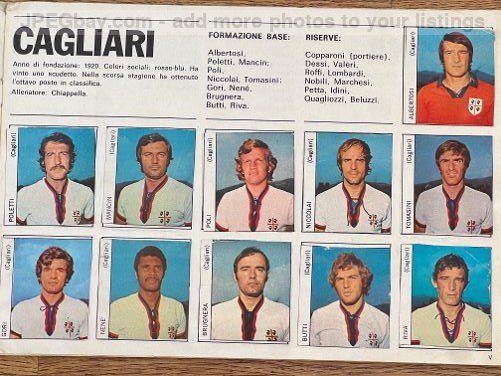 JPEGbay.com - add more photos to your listings
CAGLIARI
Anno di fondazione: 1920. Colori sociali: rosso-blu. Ha
vinto uno scudetto. Nella scorsa stagione ha ottenuto
l'ottavo posto in classifica.
Allenatore: Chiappella.
FORMAZIONE BASE:
Albertosi,
Poletti, Mancin;
Poli,
Niccolai, Tomasini;
Gori, Nené,
Brugnera,
Butti, Riva.
RISERVE:
Copparoni (portiere),
Dessì, Valeri,
Roffi, Lombardi,
Nobili, Marchesi,
Petta, Idini,
Quagliozzi, Beluzzi.
(Cagliari)
ALBERTOSI
(Cagliari)
POLETTI
(Cagliari)
MANCIN
(Cagliari)
POLI
(Cagliari)
NICCOLAI
(Cagliari)
TOMASINI
(Cagliari)
GORI
(Cagliari)
NENE'
(Cagliari)
BRUGNERA
(Cagliari)
BUTTI
(Cagliari)
RIVA